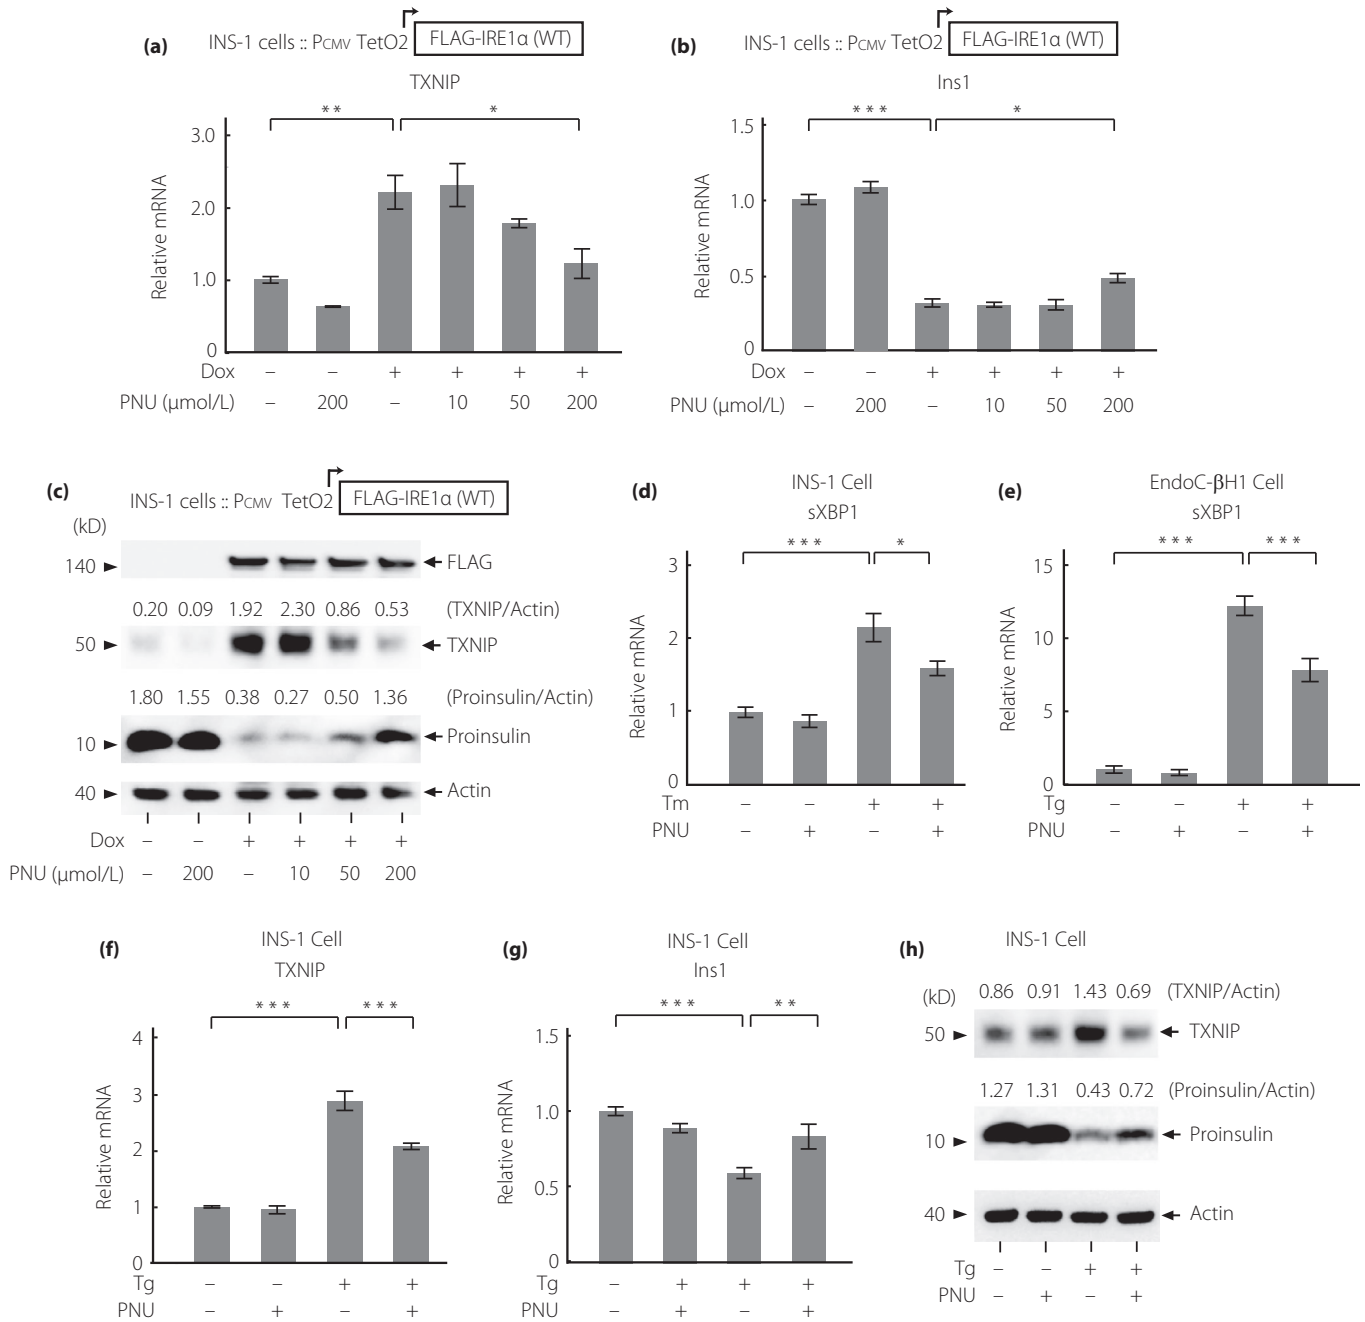 (a) INS-1 cells :: PCMV TetO2 FLAG-IRE1α (WT)
TXNIP
** *
Relative mRNA
3.0
2.0
1.0
0
Dox – – + + + +
PNU (μmol/L) – 200 – 10 50 200
(b) INS-1 cells :: PCMV TetO2 FLAG-IRE1α (WT)
Ins1
*** *
Relative mRNA
1.5
1.0
0.5
0
Dox – – + + + +
PNU (μmol/L) – 200 – 10 50 200
(c) INS-1 cells :: PCMV TetO2 FLAG-IRE1α (WT)
(kD)
140 FLAG
0.20 0.09 1.92 2.30 0.86 0.53 (TXNIP/Actin)
50 TXNIP
1.80 1.55 0.38 0.27 0.50 1.36 (Proinsulin/Actin)
10 Proinsulin
40 Actin
Dox – – + + + +
PNU (μmol/L) – 200 – 10 50 200
(d) INS-1 Cell
sXBP1
*** *
Relative mRNA
3
2
1
0
Tm – – + +
PNU – + – +
(e) EndoC-βH1 Cell
sXBP1
*** ***
Relative mRNA
15
10
5
0
Tg – – + +
PNU – + – +
(f) INS-1 Cell
TXNIP
*** ***
Relative mRNA
4
3
2
1
0
Tg – – + +
PNU – + – +
(g) INS-1 Cell
Ins1
*** **
Relative mRNA
1.5
1.0
0.5
0
Tg – + + +
PNU – + – +
(h) INS-1 Cell
(kD) 0.86 0.91 1.43 0.69 (TXNIP/Actin)
50 TXNIP
1.27 1.31 0.43 0.72 (Proinsulin/Actin)
10 Proinsulin
40 Actin
Tg – – + +
PNU – + – +